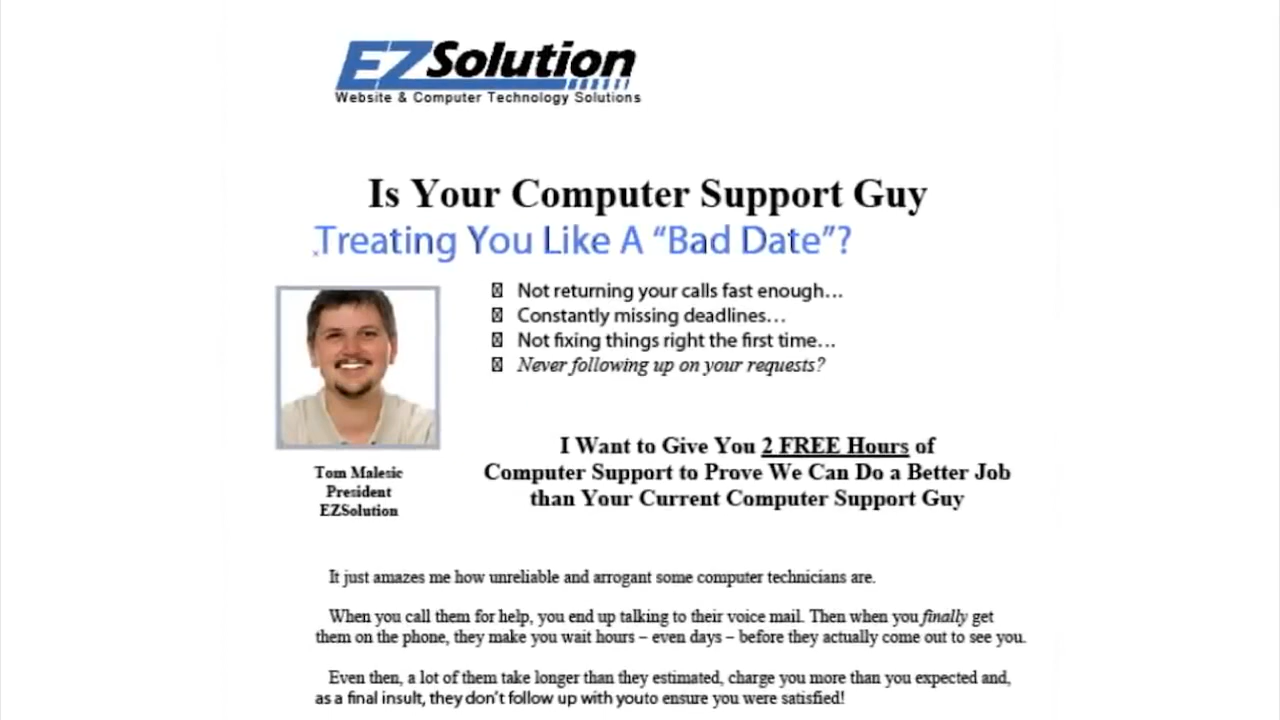 EZSolution
Website & Computer Technology Solutions
Is Your Computer Support Guy
Treating You Like A “Bad Date”?
Not returning your calls fast enough…
Constantly missing deadlines…
Not fixing things right the first time…
Never following up on your requests?
I Want to Give You 2 FREE Hours of
Computer Support to Prove We Can Do a Better Job
than Your Current Computer Support Guy
Tom Malesic
President
EZSolution
It just amazes me how unreliable and arrogant some computer technicians are.
When you call them for help, you end up talking to their voice mail. Then when you finally get
them on the phone, they make you wait hours – even days – before they actually come out to see you.
Even then, a lot of them take longer than they estimated, charge you more than you expected and,
as a final insult, they don’t follow up with youto ensure you were satisfied!